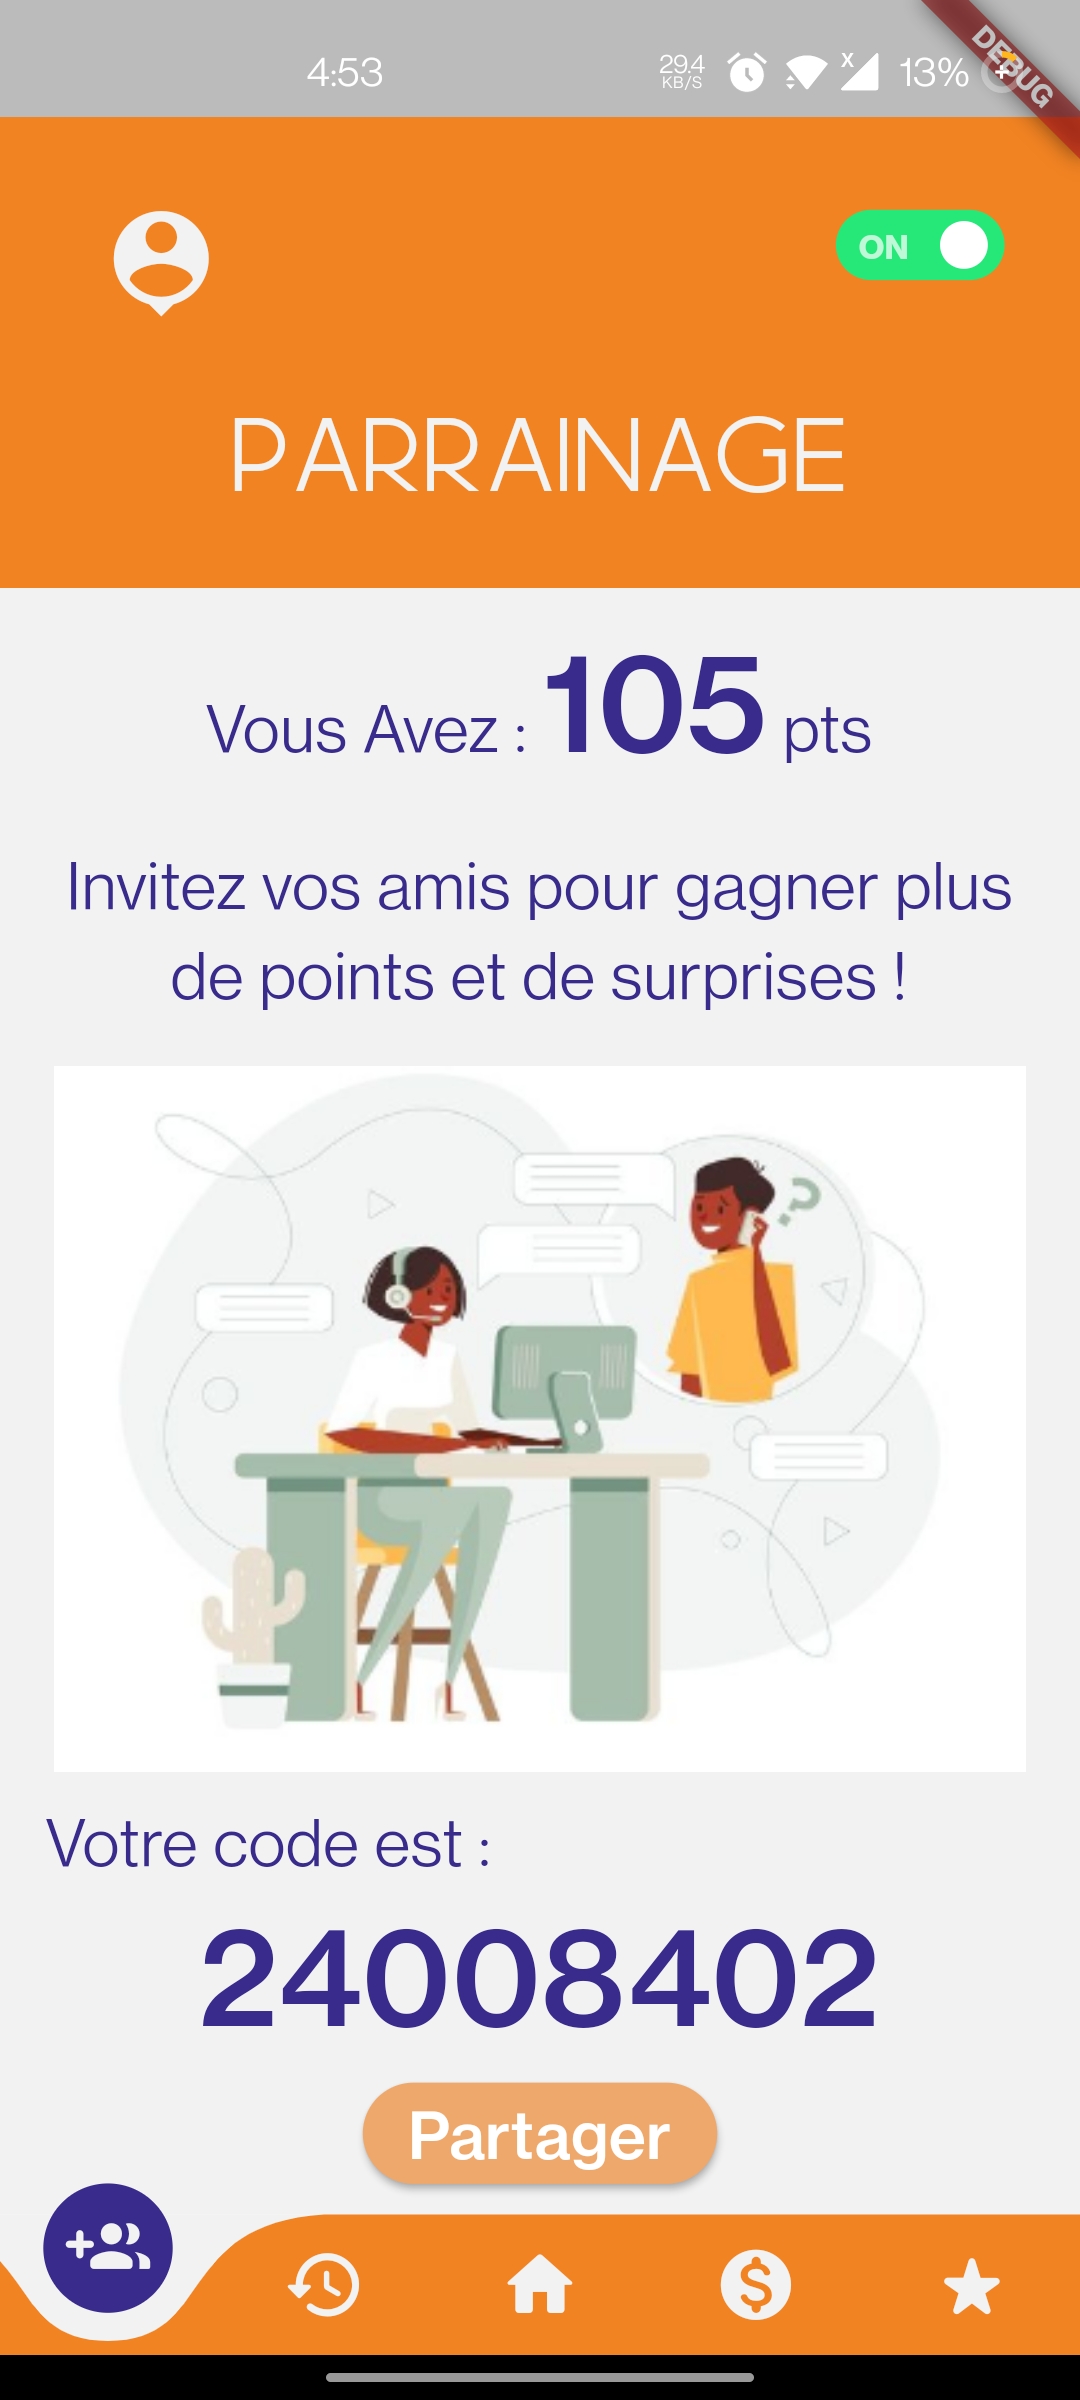 4:53
29.4
KB/S
13%
DEBUG
ON
PARRAINAGE
Vous Avez : 105 pts
Invitez vos amis pour gagner plus
de points et de surprises !
?
Votre code est :
24008402
Partager